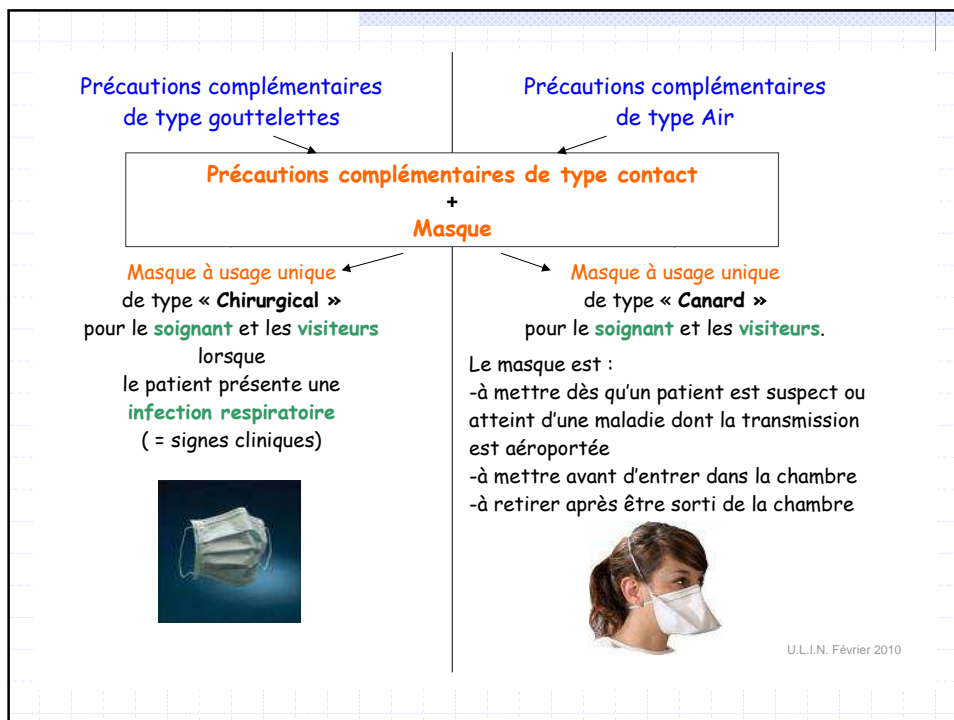 Précautions complémentaires
de type gouttelettes
Précautions complémentaires
de type Air
Précautions complémentaires de type contact
+
Masque
Masque à usage unique
de type « Chirurgical »
pour le soignant et les visiteurs
lorsque
le patient présente une
infection respiratoire
( = signes cliniques)
Masque à usage unique
de type « Canard »
pour le soignant et les visiteurs.
Le masque est :
-à mettre dès qu’un patient est suspect ou
atteint d’une maladie dont la transmission
est aéroportée
-à mettre avant d’entrer dans la chambre
-à retirer après être sorti de la chambre
U.L.I.N. Février 2010